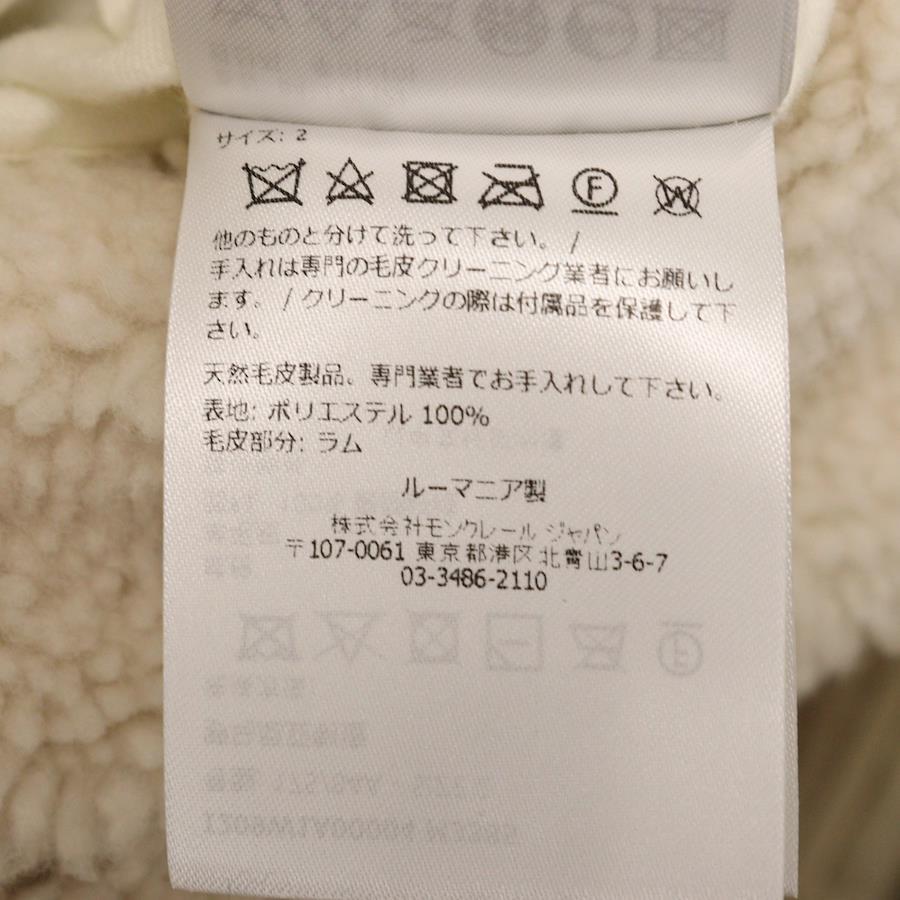 サイズ: 2
F
W
他のものと分けて洗って下さい。 /
手入れは専門の毛皮クリーニング業者にお願いし
ます。 / クリーニングの際は付属品を保護して下
さい。
天然毛皮製品、専門業者でお手入れして下さい。
表地: ポリエステル 100%
毛皮部分: ラム
ルーマニア製
株式会社モンクレール ジャパン
〒107-0061 東京都港区北青山3-6-7
03-3486-2110